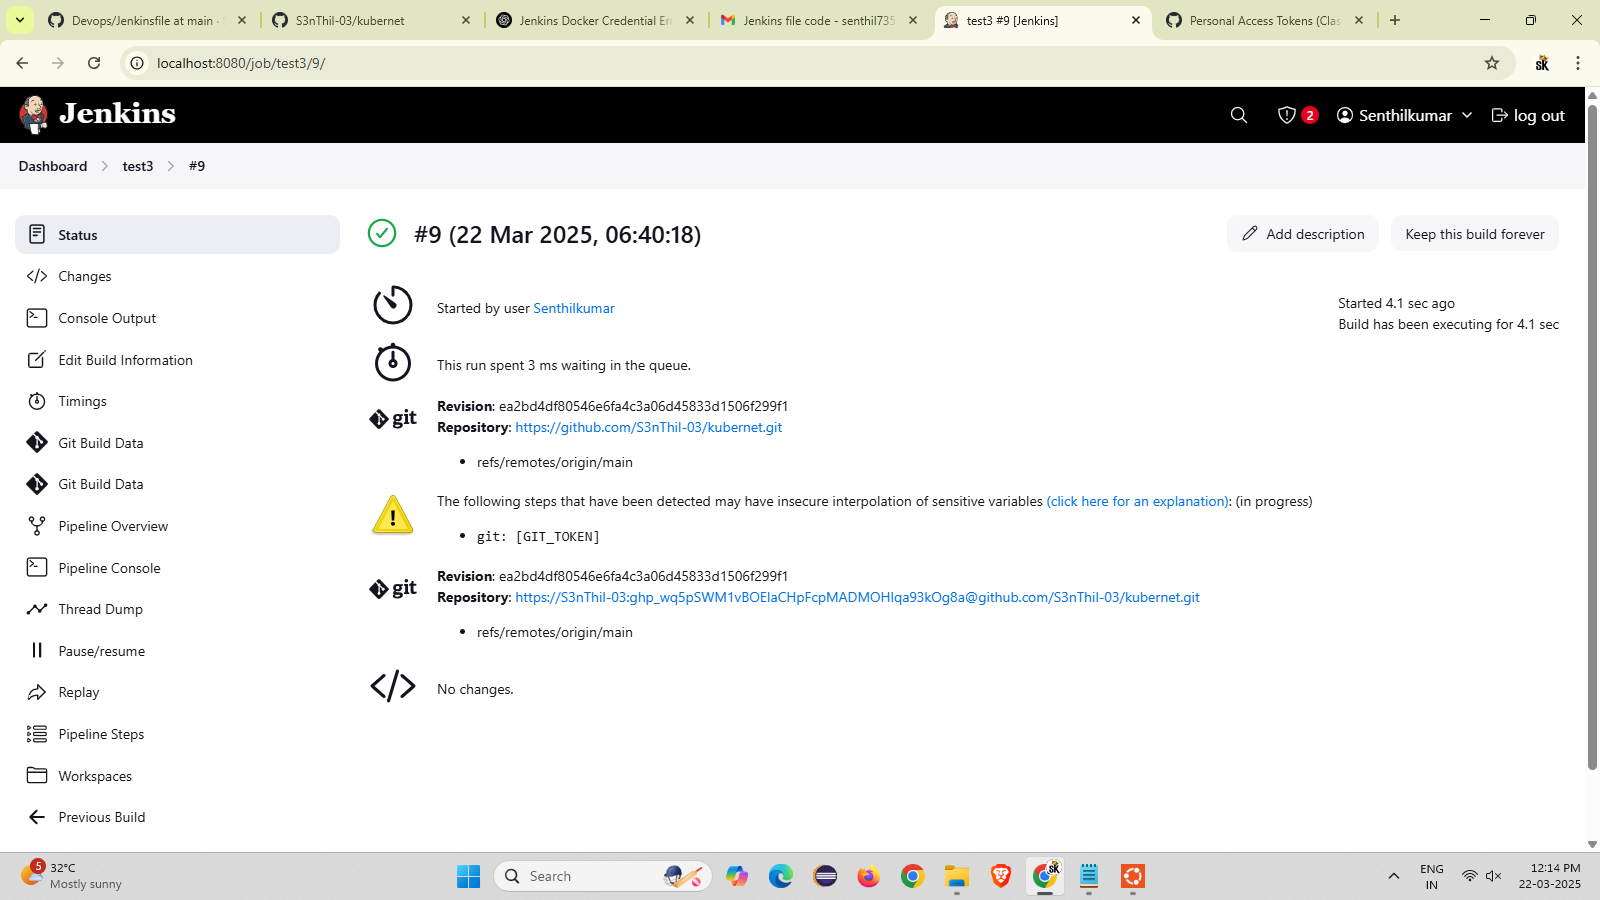 Devops/Jenkinsfile at main · S
S3nThil-03/kubernet
Jenkins Docker Credential Er
Jenkins file code - senthil735
test3 #9 [Jenkins]
Personal Access Tokens (Clas
localhost:8080/job/test3/9/
SK
Jenkins
2
Senthilkumar
log out
Dashboard
test3
#9
Status
Changes
Console Output
Edit Build Information
Timings
Git Build Data
Git Build Data
Pipeline Overview
Pipeline Console
Thread Dump
Pause/resume
Replay
Pipeline Steps
Workspaces
Previous Build
#9 (22 Mar 2025, 06:40:18)
Add description
Keep this build forever
Started by user Senthilkumar
Started 4.1 sec ago
Build has been executing for 4.1 sec
This run spent 3 ms waiting in the queue.
git
Revision: ea2bd4df80546e6fa4c3a06d45833d1506f299f1
Repository: https://github.com/S3nThil-03/kubernet.git
refs/remotes/origin/main
The following steps that have been detected may have insecure interpolation of sensitive variables (click here for an explanation): (in progress)
git: [GIT_TOKEN]
git
Revision: ea2bd4df80546e6fa4c3a06d45833d1506f299f1
Repository: https://S3nThil-03: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@github.com/S3nThil-03/kubernet.git
refs/remotes/origin/main
No changes.
5
32°C
Mostly sunny
Search
SK
ENG
IN
12:14 PM
22-03-2025